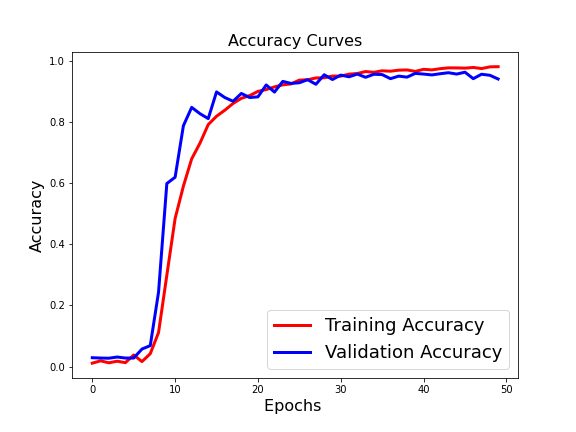 Accuracy Curves
1.0
0.8
0.6
0.4
0.2
0.0
Accuracy
Training Accuracy
Validation Accuracy
0 10 20 30 40 50
Epochs